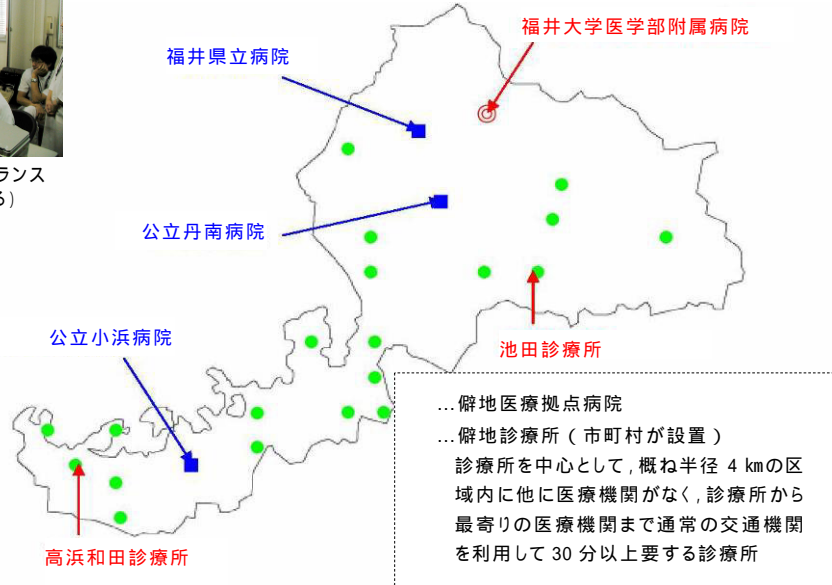 福井大学医学部附属病院
福井県立病院
ランス
る)
公立丹南病院
公立小浜病院
池田診療所
…僻地医療拠点病院
…僻地診療所(市町村が設置)
診療所を中心として,概ね半径 4 kmの区
域内に他に医療機関がなく,診療所から
最寄りの医療機関まで通常の交通機関
を利用して 30 分以上要する診療所
高浜和田診療所